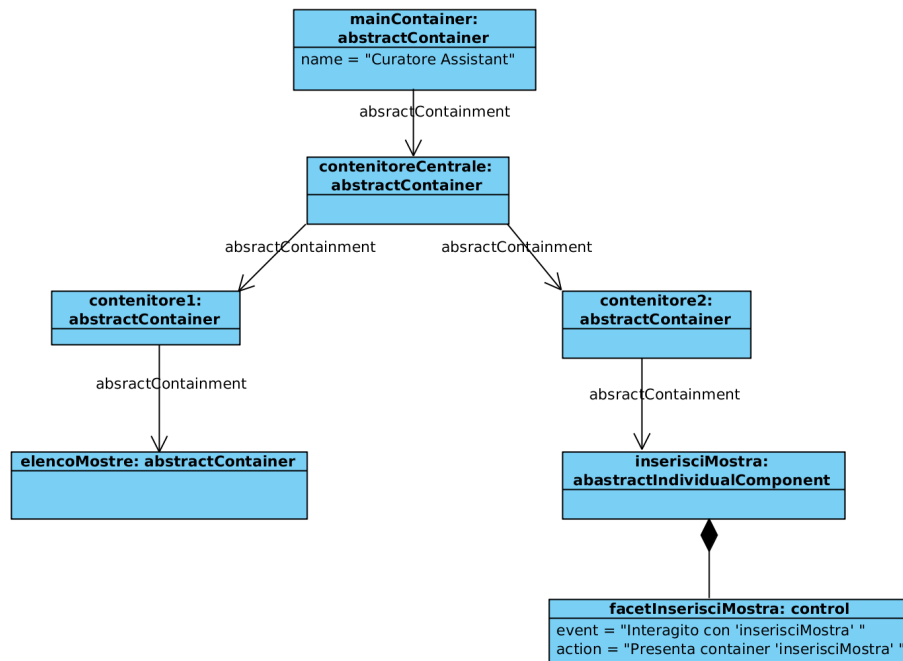 mainContainer:
abstractContainer
name = "Curatore Assistant"
absractContainment
contenitoreCentrale:
abstractContainer
absractContainment
absractContainment
contenitore1:
abstractContainer
contenitore2:
abstractContainer
absractContainment
absractContainment
elencoMostre: abstractContainer
inserisciMostra:
abastractIndividualComponent
facetInserisciMostra: control
event = "Interagito con 'inserisciMostra' "
action = "Presenta container 'inserisciMostra' "